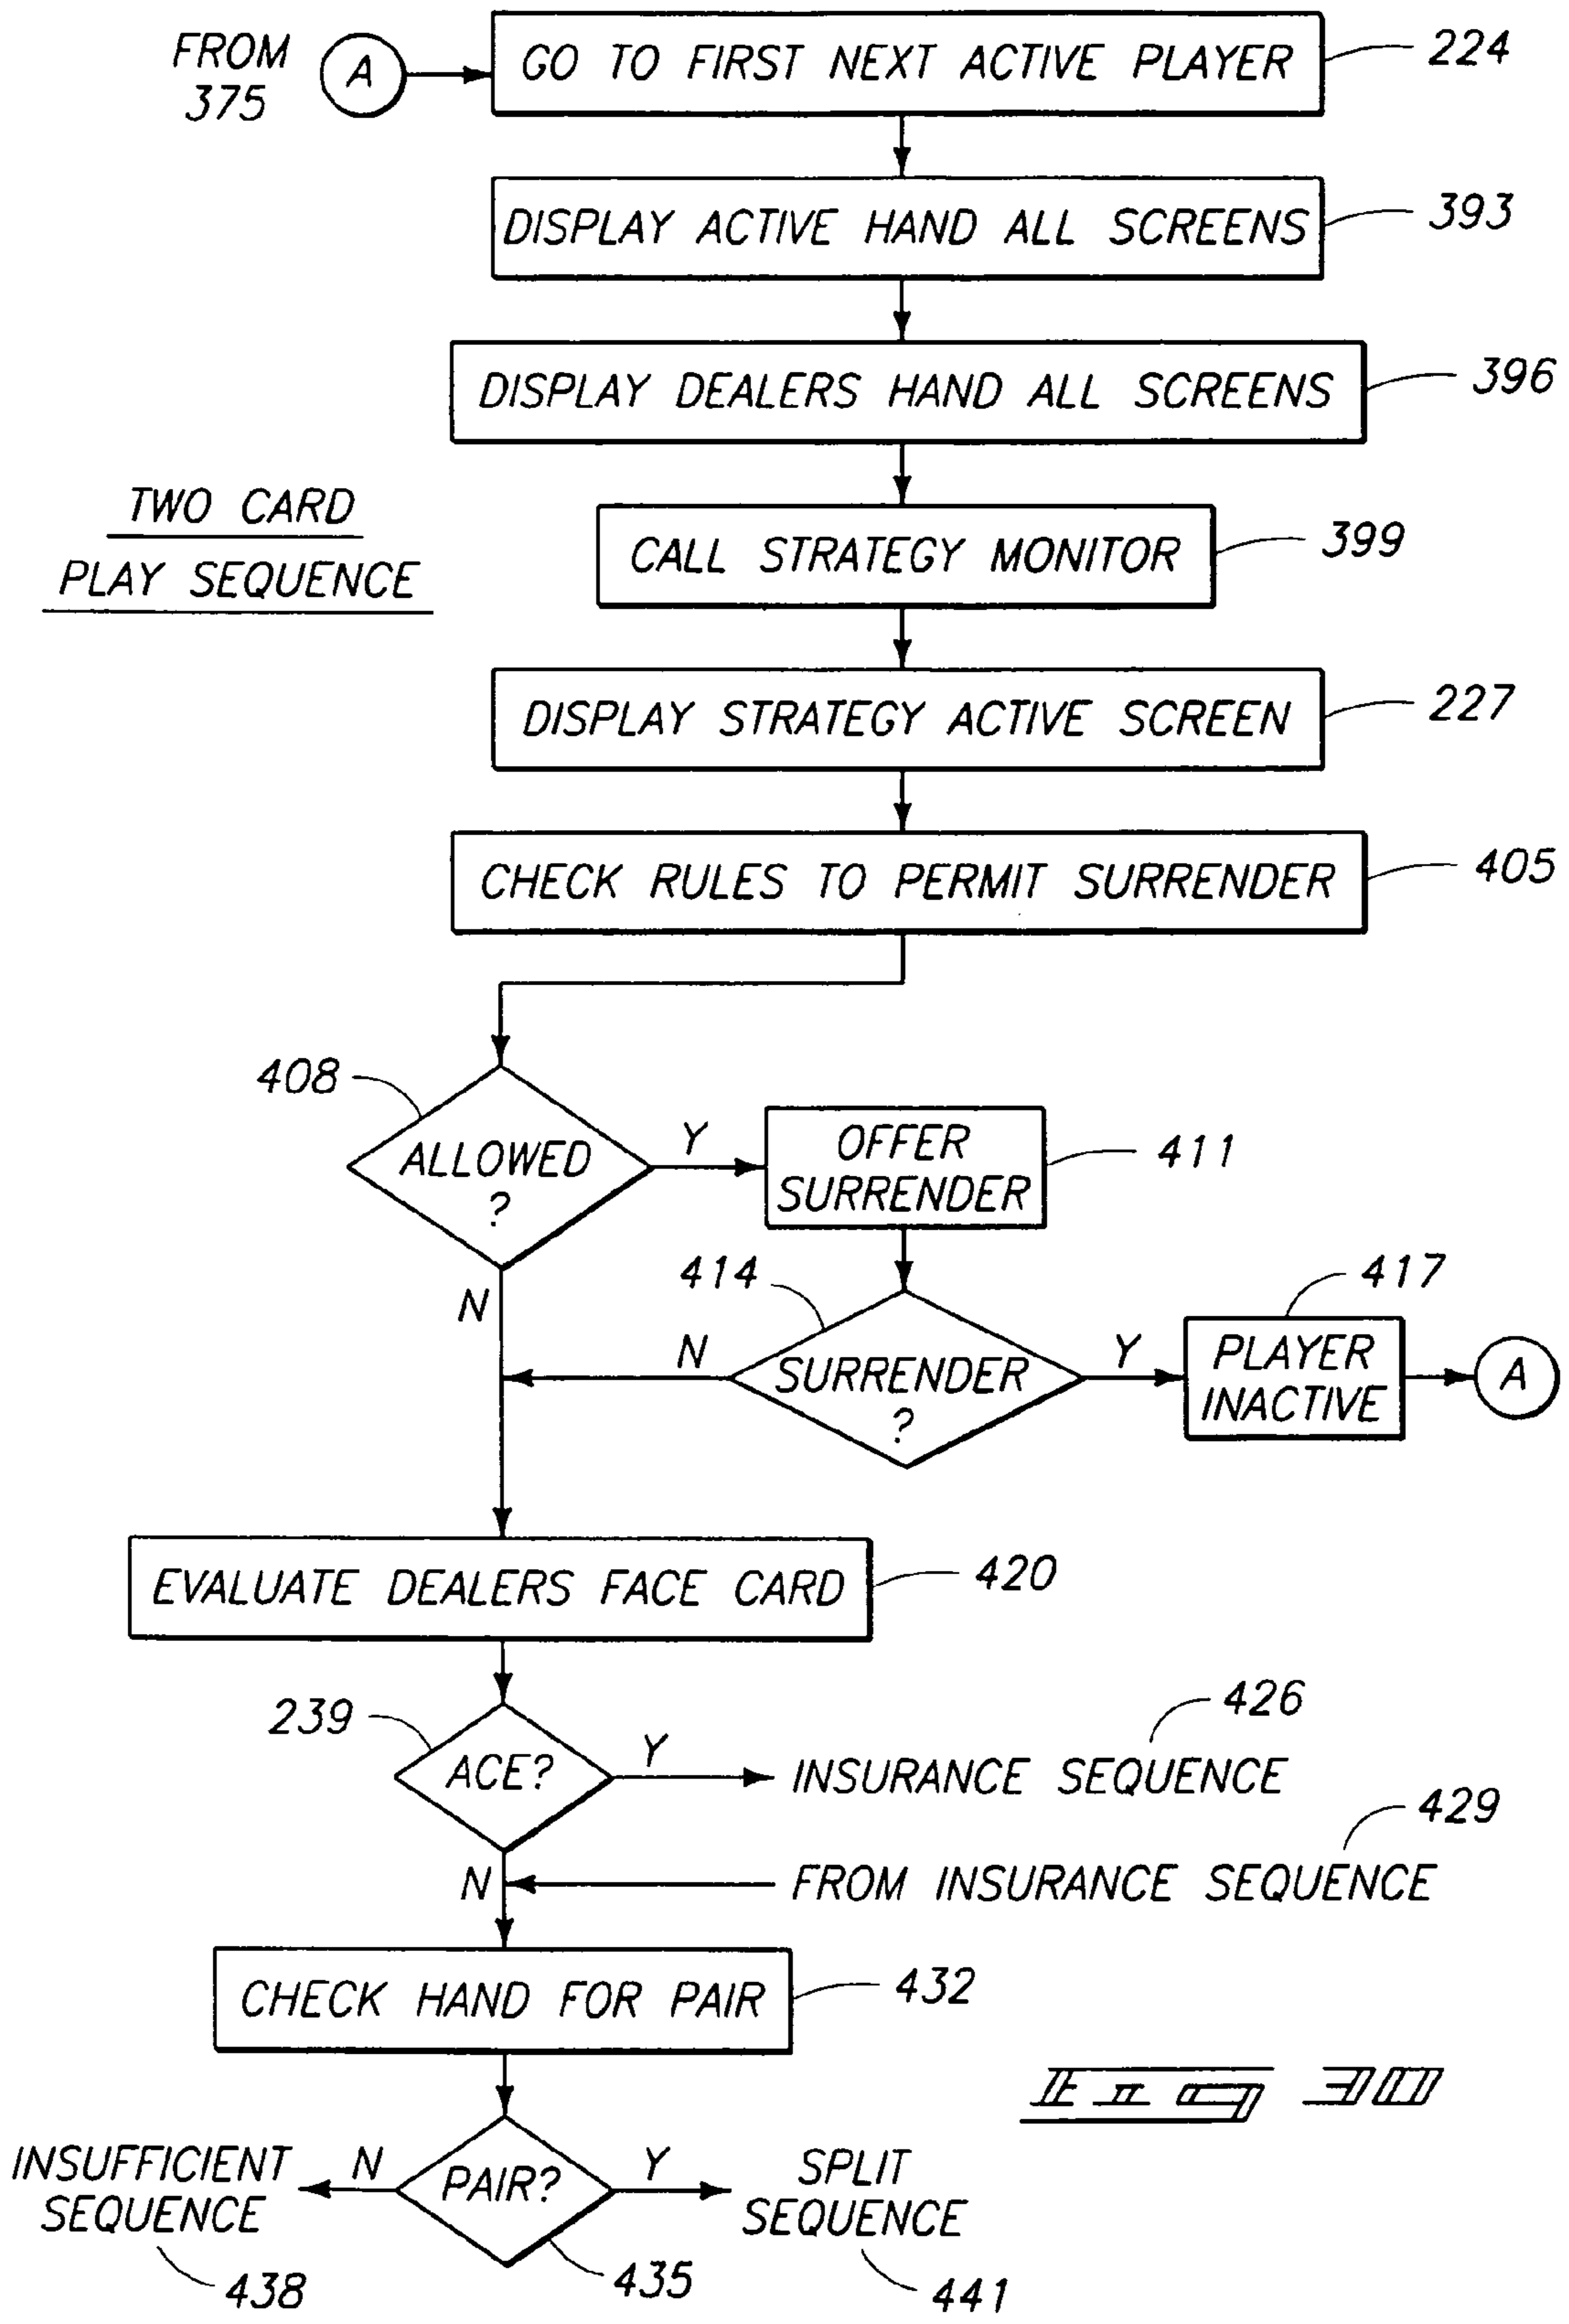 FROM
375
A
GO TO FIRST NEXT ACTIVE PLAYER
224
DISPLAY ACTIVE HAND ALL SCREENS
393
DISPLAY DEALERS HAND ALL SCREENS
396
TWO CARD
PLAY SEQUENCE
CALL STRATEGY MONITOR
399
DISPLAY STRATEGY ACTIVE SCREEN
227
CHECK RULES TO PERMIT SURRENDER
405
408
ALLOWED
?
Y
OFFER
SURRENDER
411
N
414
SURRENDER
?
N
Y
417
PLAYER
INACTIVE
A
EVALUATE DEALERS FACE CARD
420
239
ACE?
Y
INSURANCE SEQUENCE
426
N
FROM INSURANCE SEQUENCE
429
CHECK HAND FOR PAIR
432
PAIR?
435
N
INSUFFICIENT
SEQUENCE
438
Y
SPLIT
SEQUENCE
441
Fig 30